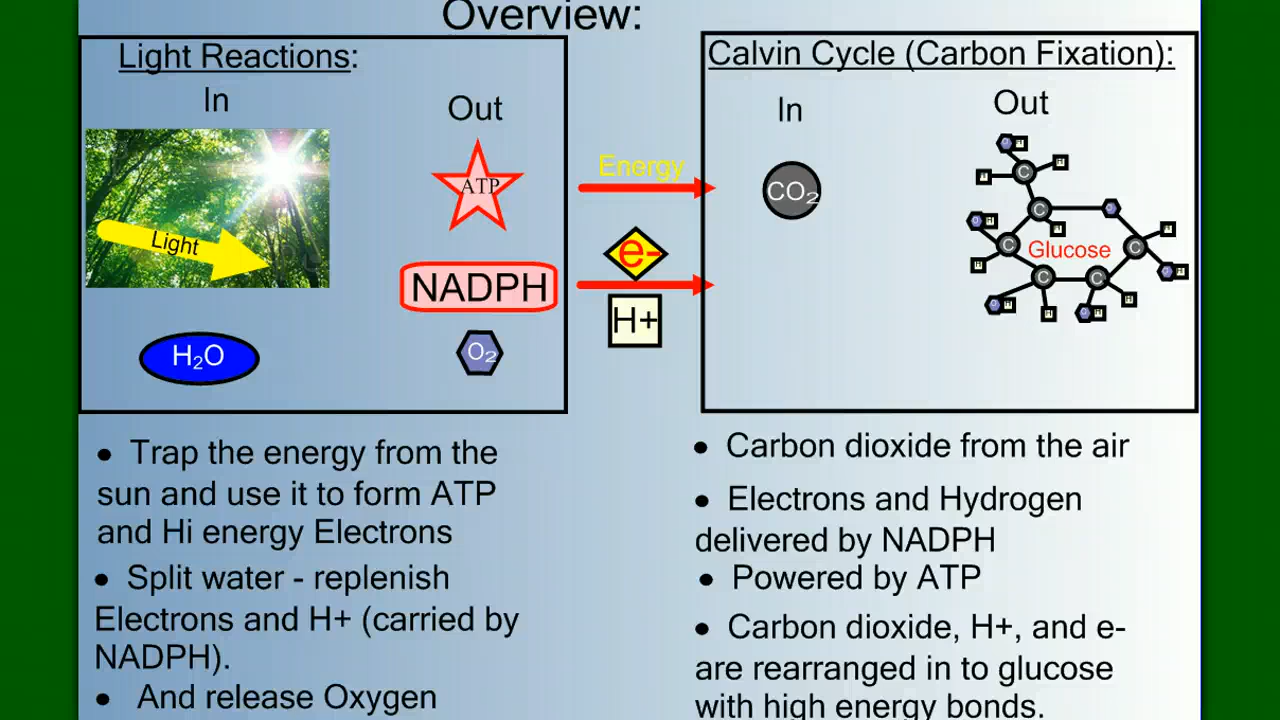 Overview:
Light Reactions:
In
Out
Light
H₂O
ATP
NADPH
O₂
Energy
e-
H+
Calvin Cycle (Carbon Fixation):
In
Out
CO₂
Glucose
C
C
C
C
C
C
• Trap the energy from the
sun and use it to form ATP
and Hi energy Electrons
• Split water - replenish
Electrons and H+ (carried by
NADPH).
• And release Oxygen
• Carbon dioxide from the air
• Electrons and Hydrogen
delivered by NADPH
• Powered by ATP
• Carbon dioxide, H+, and e-
are rearranged in to glucose
with high energy bonds.